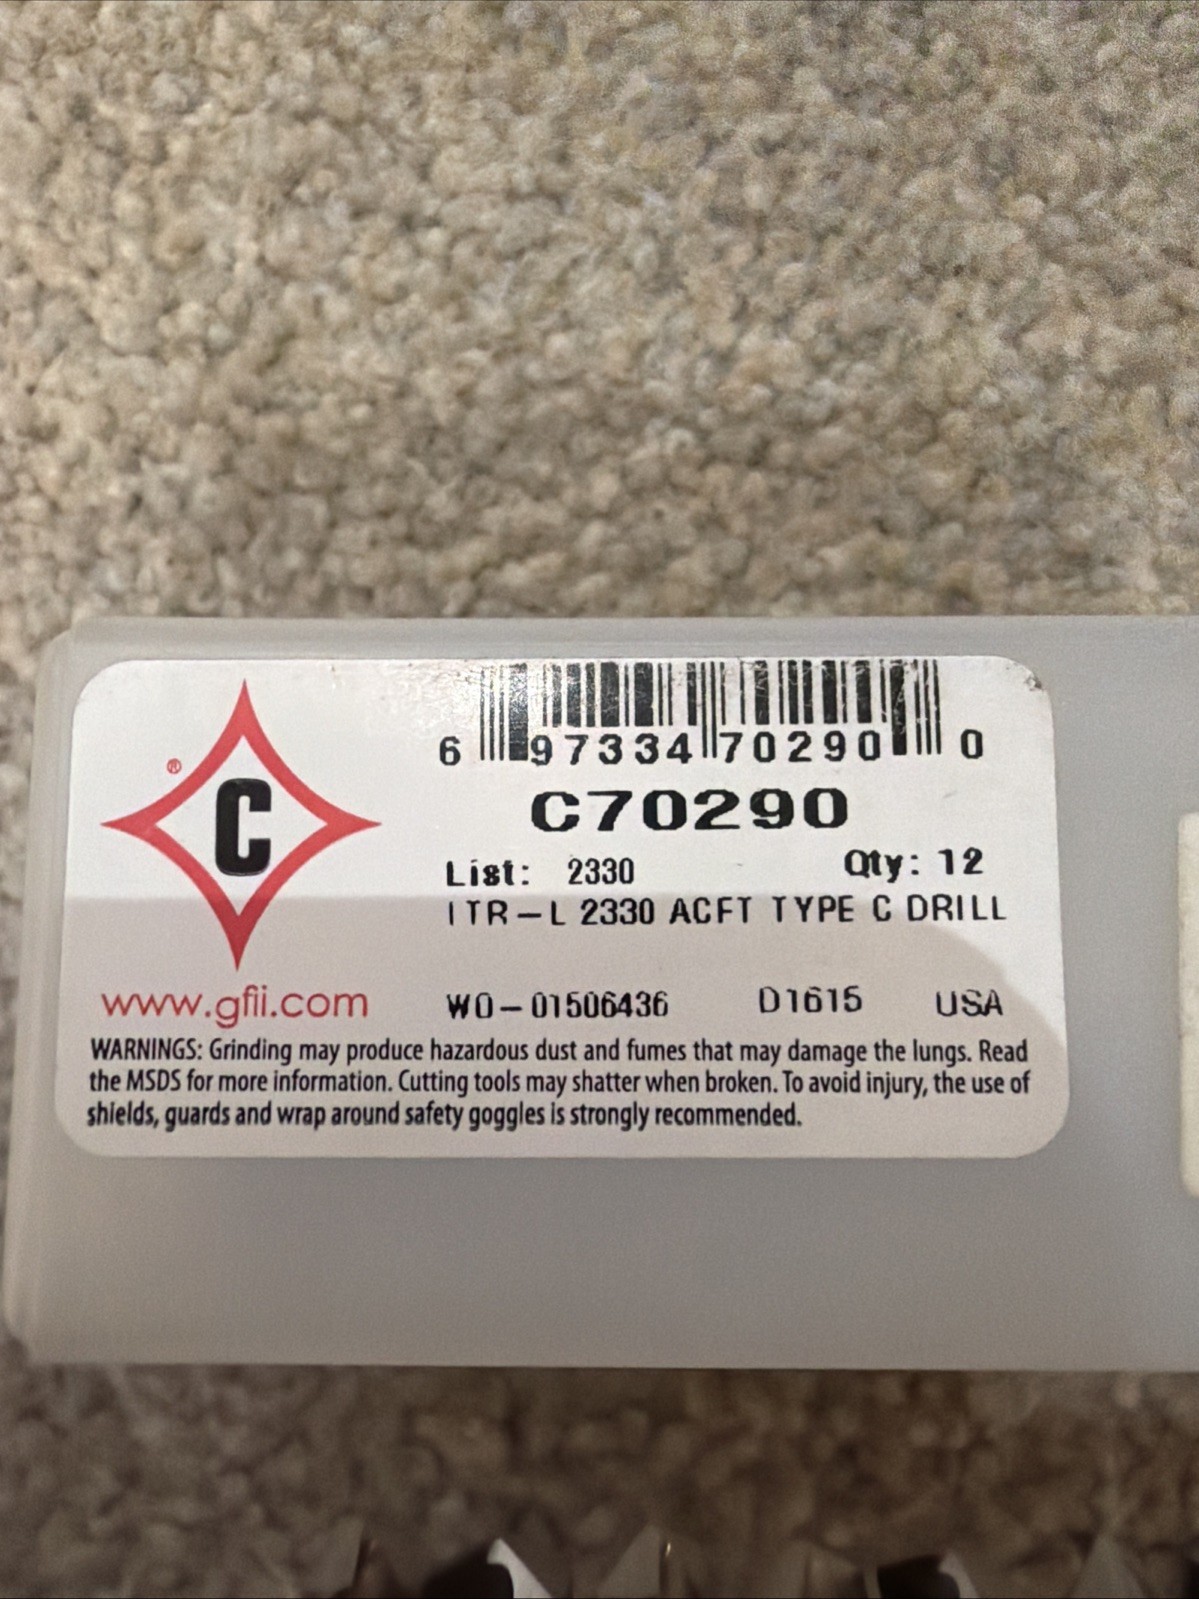 6 97334 70290 0
C70290
List: 2330 Qty: 12
ITR-L 2330 ACFT TYPE C DRILL
® C
www.gfii.com WO-01506436 D1615 USA
WARNINGS: Grinding may produce hazardous dust and fumes that may damage the lungs. Read
the MSDS for more information. Cutting tools may shatter when broken. To avoid injury, the use of
shields, guards and wrap around safety goggles is strongly recommended.